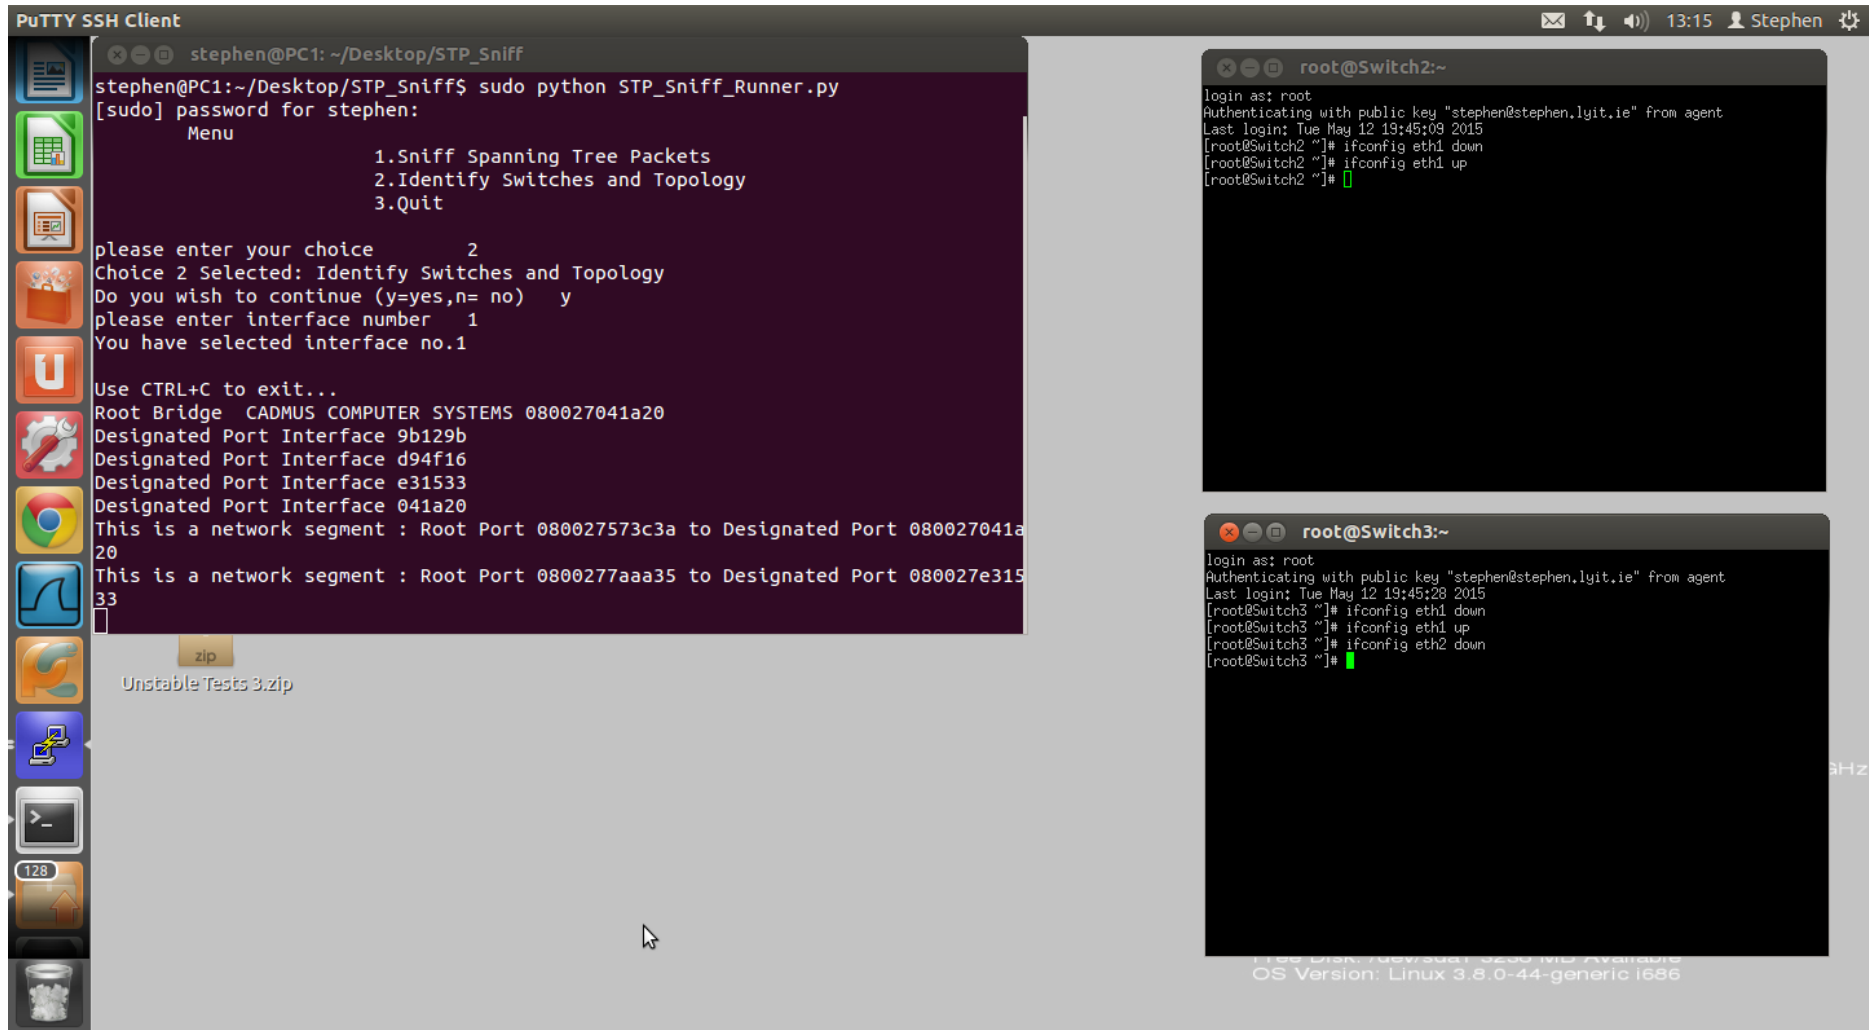 PuTTY SSH Client
13:15 Stephen
stephen@PC1: ~/Desktop/STP_Sniff
stephen@PC1:~/Desktop/STP_Sniff$ sudo python STP_Sniff_Runner.py
[sudo] password for stephen:
Menu
1.Sniff Spanning Tree Packets
2.Identify Switches and Topology
3.Quit
please enter your choice 2
Choice 2 Selected: Identify Switches and Topology
Do you wish to continue (y=yes,n= no) y
please enter interface number 1
You have selected interface no.1
Use CTRL+C to exit...
Root Bridge CADMUS COMPUTER SYSTEMS 080027041a20
Designated Port Interface 9b129b
Designated Port Interface d94f16
Designated Port Interface e31533
Designated Port Interface 041a20
This is a network segment : Root Port 080027573c3a to Designated Port 080027041a
20
This is a network segment : Root Port 0800277aaa35 to Designated Port 080027e315
33
zip
Unstable Tests 3.zip
128
root@Switch2:~
login as: root
Authenticating with public key "stephen@stephen.lyit.ie" from agent
Last login: Tue May 12 19:45:09 2015
[root@Switch2 ~]# ifconfig eth1 down
[root@Switch2 ~]# ifconfig eth1 up
[root@Switch2 ~]#
root@Switch3:~
login as: root
Authenticating with public key "stephen@stephen.lyit.ie" from agent
Last login: Tue May 12 19:45:28 2015
[root@Switch3 ~]# ifconfig eth1 down
[root@Switch3 ~]# ifconfig eth1 up
[root@Switch3 ~]# ifconfig eth2 down
[root@Switch3 ~]#
OS Version: Linux 3.8.0-44-generic i686